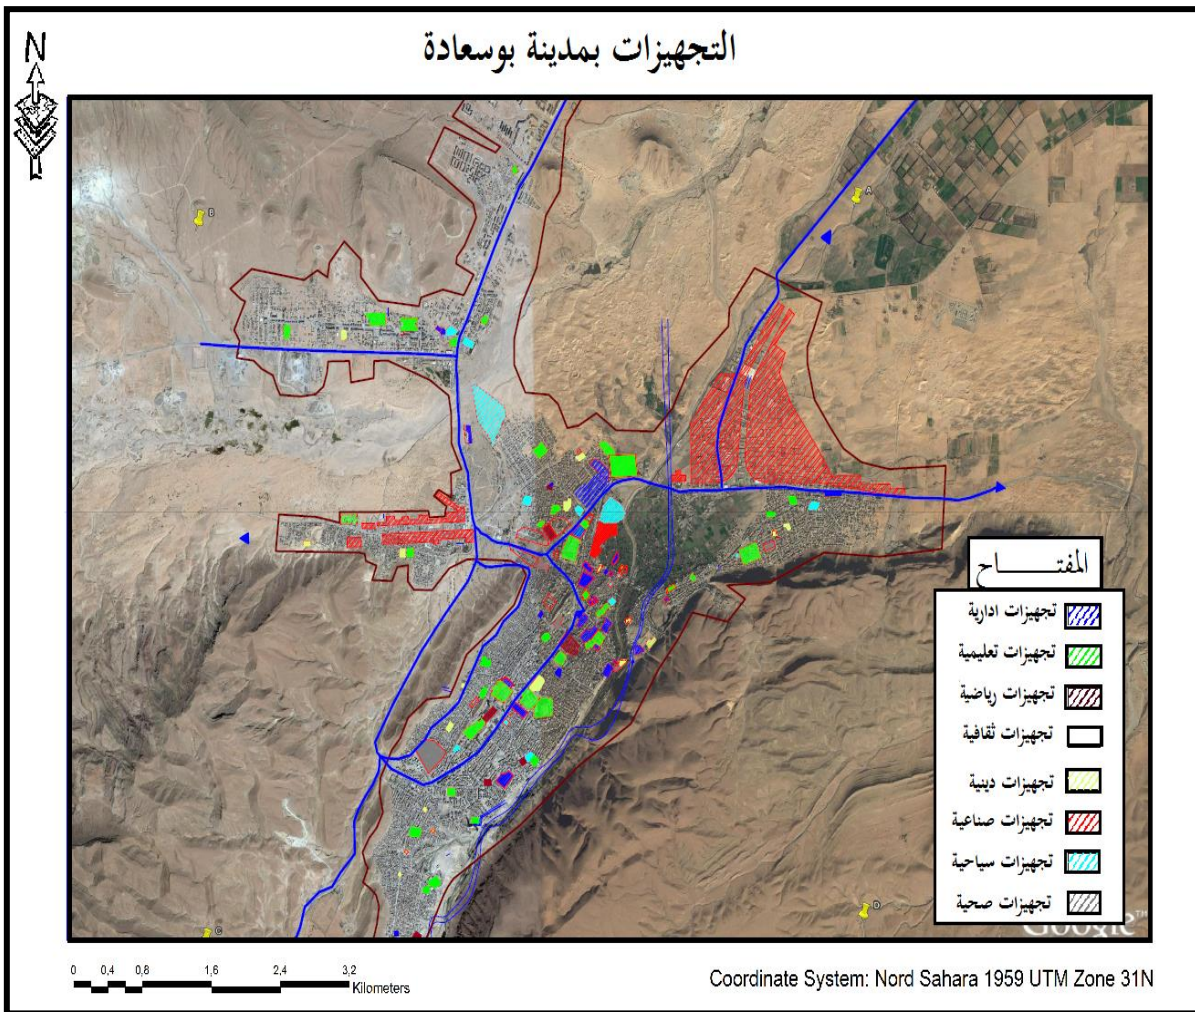 التجهيزات بمدينة بوسعادة
N
A
B
المفتــــاح
تجهيزات ادارية
تجهيزات تعليمية
تجهيزات رياضية
تجهيزات ثقافية
تجهيزات دينية
تجهيزات صناعية
تجهيزات سياحية
تجهيزات صحية
D
C
Google™
0 0,4 0,8 1,6 2,4 3,2
Kilometers
Coordinate System: Nord Sahara 1959 UTM Zone 31N